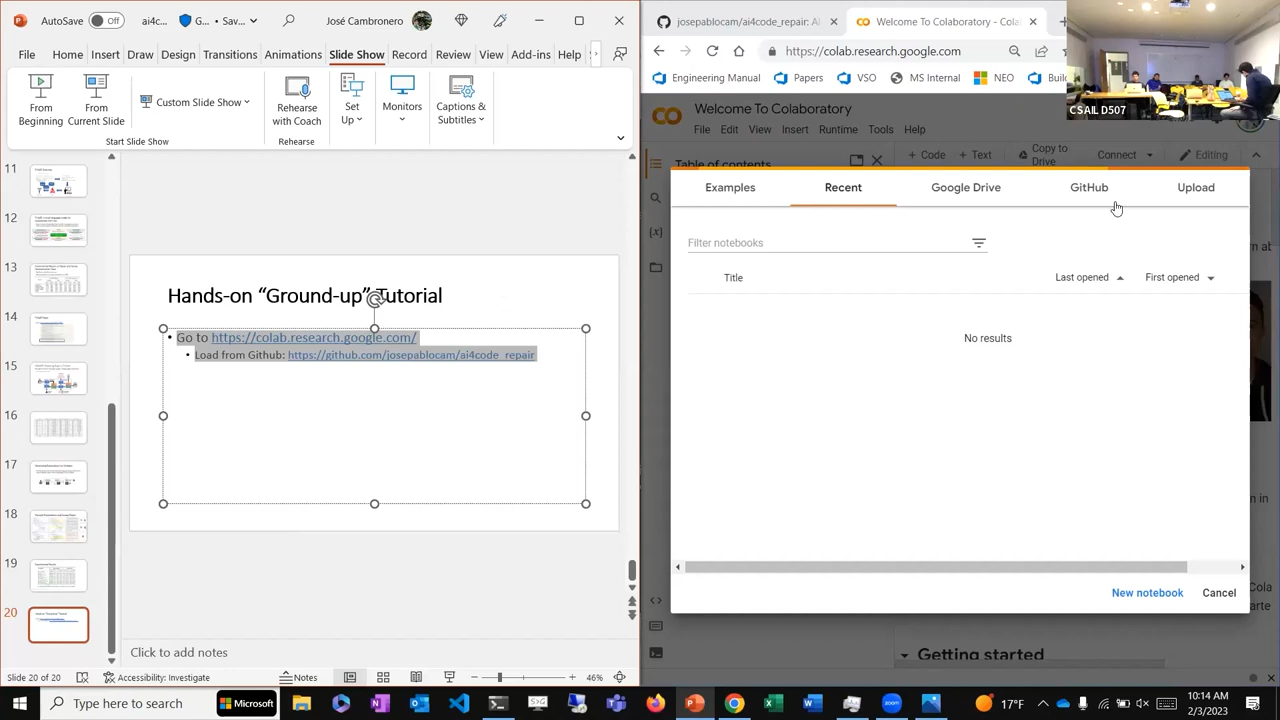 AutoSave
Off
ai4c...
G...
Sav...
José Cambronero
File
Home
Insert
Draw
Design
Transitions
Animations
Slide Show
Record
Review
View
Add-ins
Help
From
Beginning
From
Current Slide
Custom Slide Show
Rehearse
with Coach
Set
Up
Monitors
Captions &
Subtitles
Start Slide Show
Rehearse
11
12
13
14
15
16
17
18
19
20
Hands-on “Ground-up” Tutorial
• Go to https://colab.research.google.com/
• Load from Github: https://github.com/josepablocam/ai4code_repair
Click to add notes
Slide 20 of 20
Accessibility: Investigate
Notes
46%
josepablocam/ai4code_repair: AI
Welcome To Colaboratory - Cola
https://colab.research.google.com
Engineering Manual
Papers
VSO
MS Internal
NEO
Buil
CSAIL D507
Welcome To Colaboratory
File
Edit
View
Insert
Runtime
Tools
Help
Table of contents
+ Code
+ Text
Copy to
Drive
Connect
Editing
Examples
Recent
Google Drive
GitHub
Upload
Filter notebooks
Title
Last opened
First opened
No results
New notebook
Cancel
Getting started
Type here to search
Microsoft
17°F
10:14 AM
2/3/2023